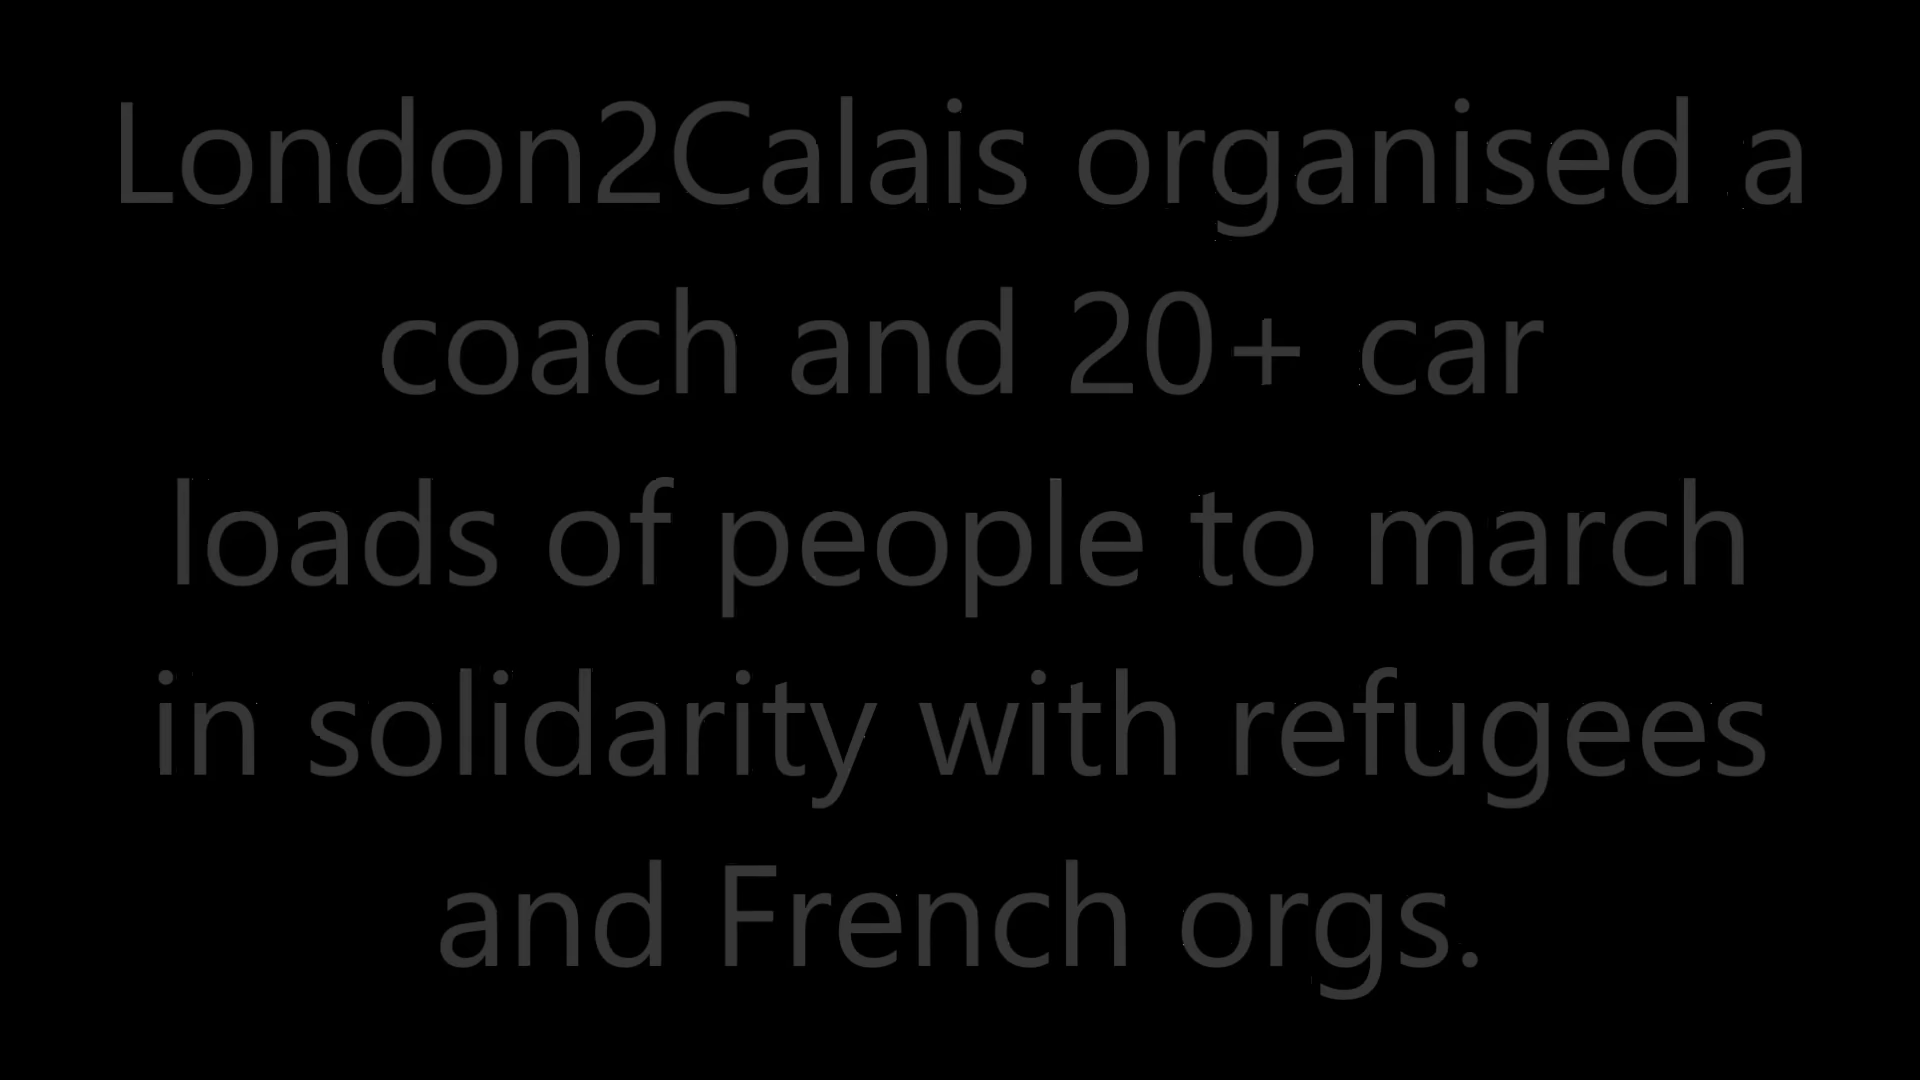 London2Calais organised a
coach and 20+ car
loads of people to march
in solidarity with refugees
and French orgs.